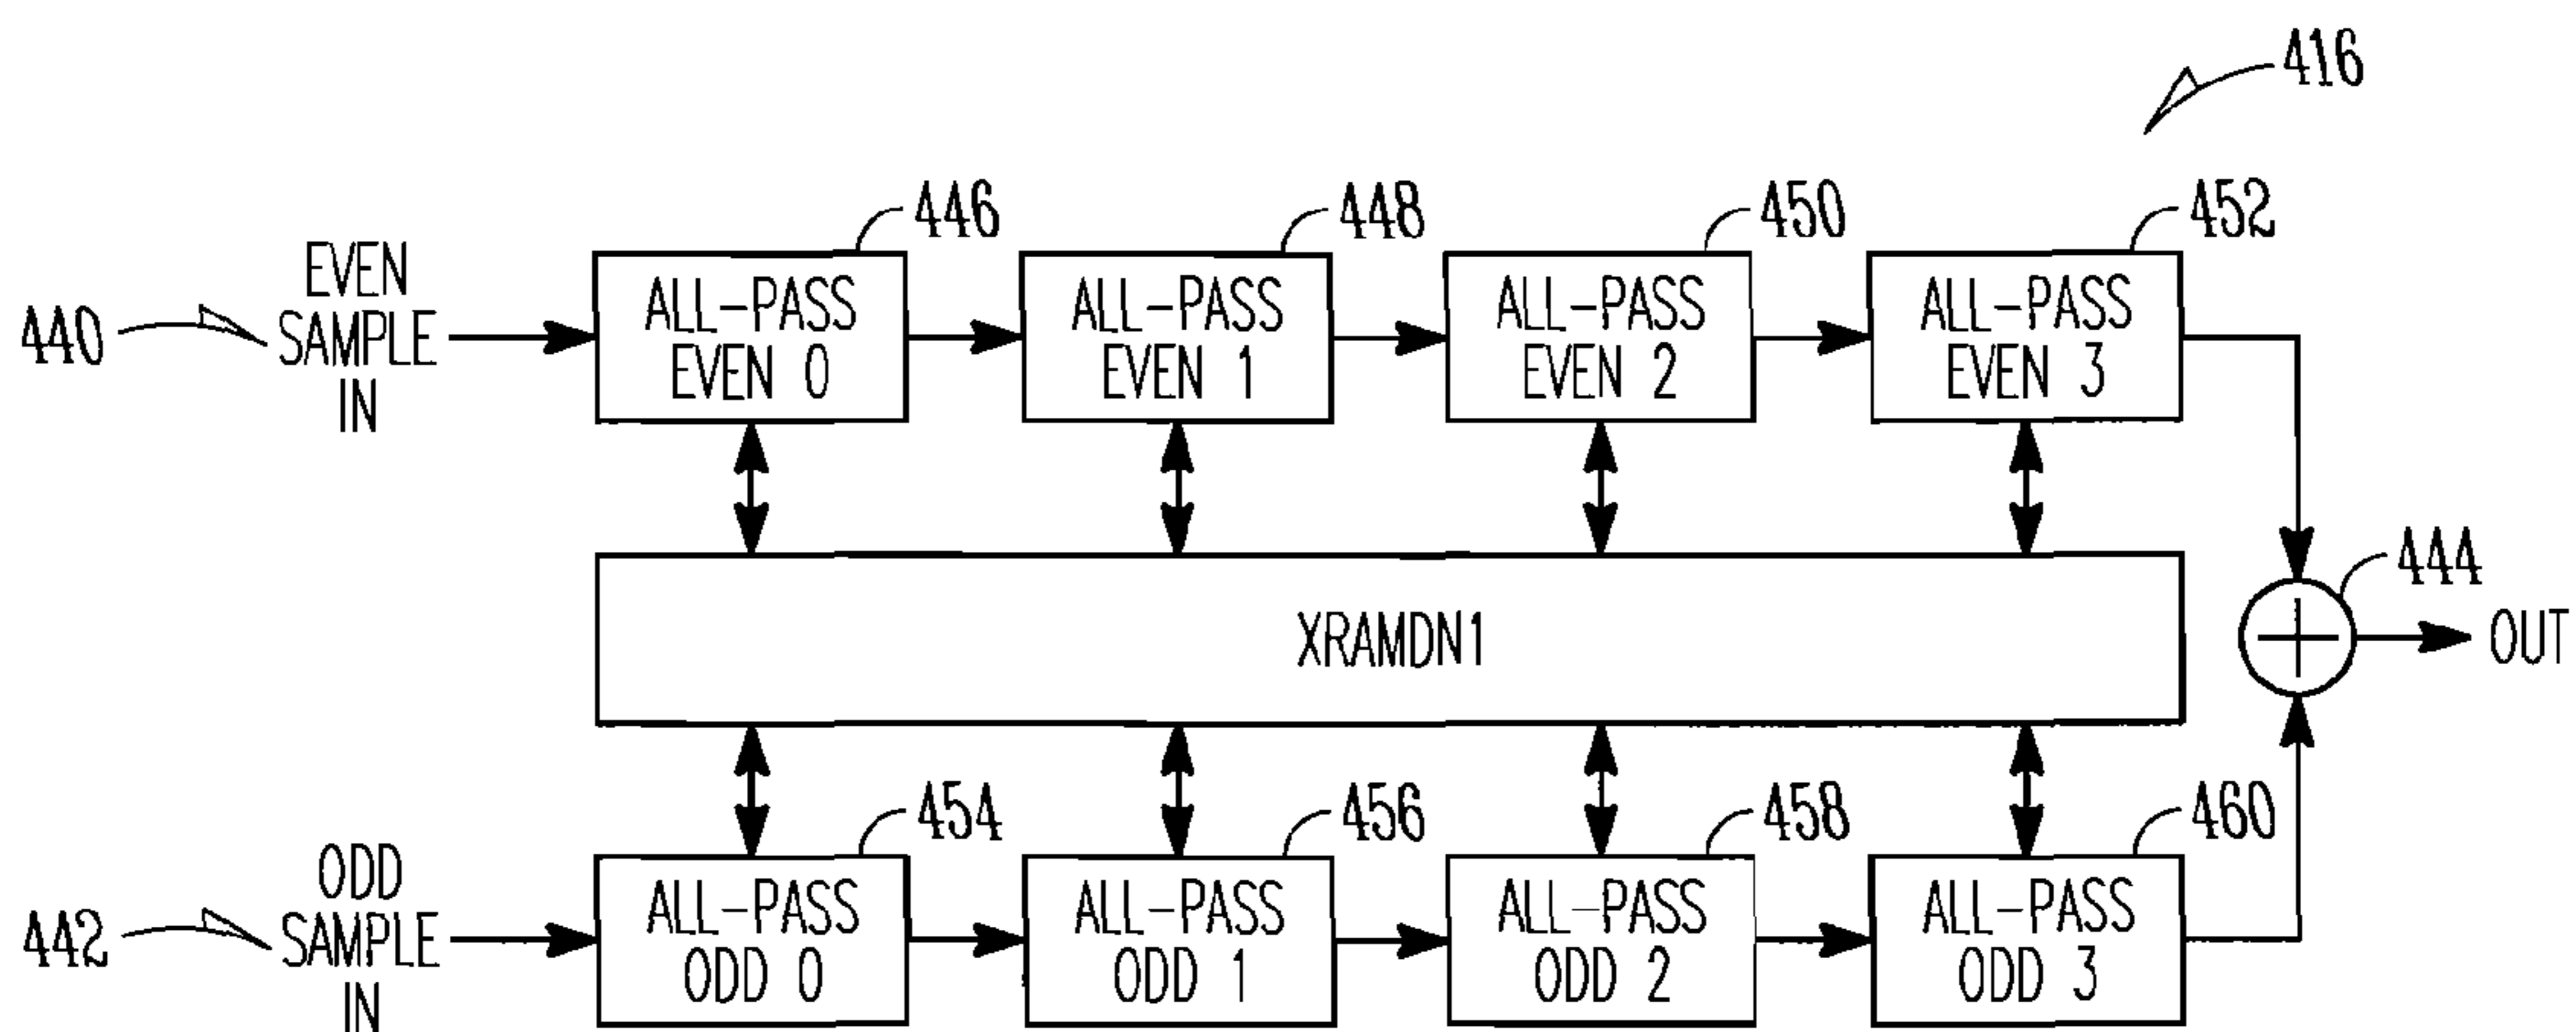 416
446
448
450
452
440
EVEN
SAMPLE
IN
ALL-PASS
EVEN 0
ALL-PASS
EVEN 1
ALL-PASS
EVEN 2
ALL-PASS
EVEN 3
XRAMDN1
444
OUT
454
456
458
460
442
ODD
SAMPLE
IN
ALL-PASS
ODD 0
ALL-PASS
ODD 1
ALL-PASS
ODD 2
ALL-PASS
ODD 3